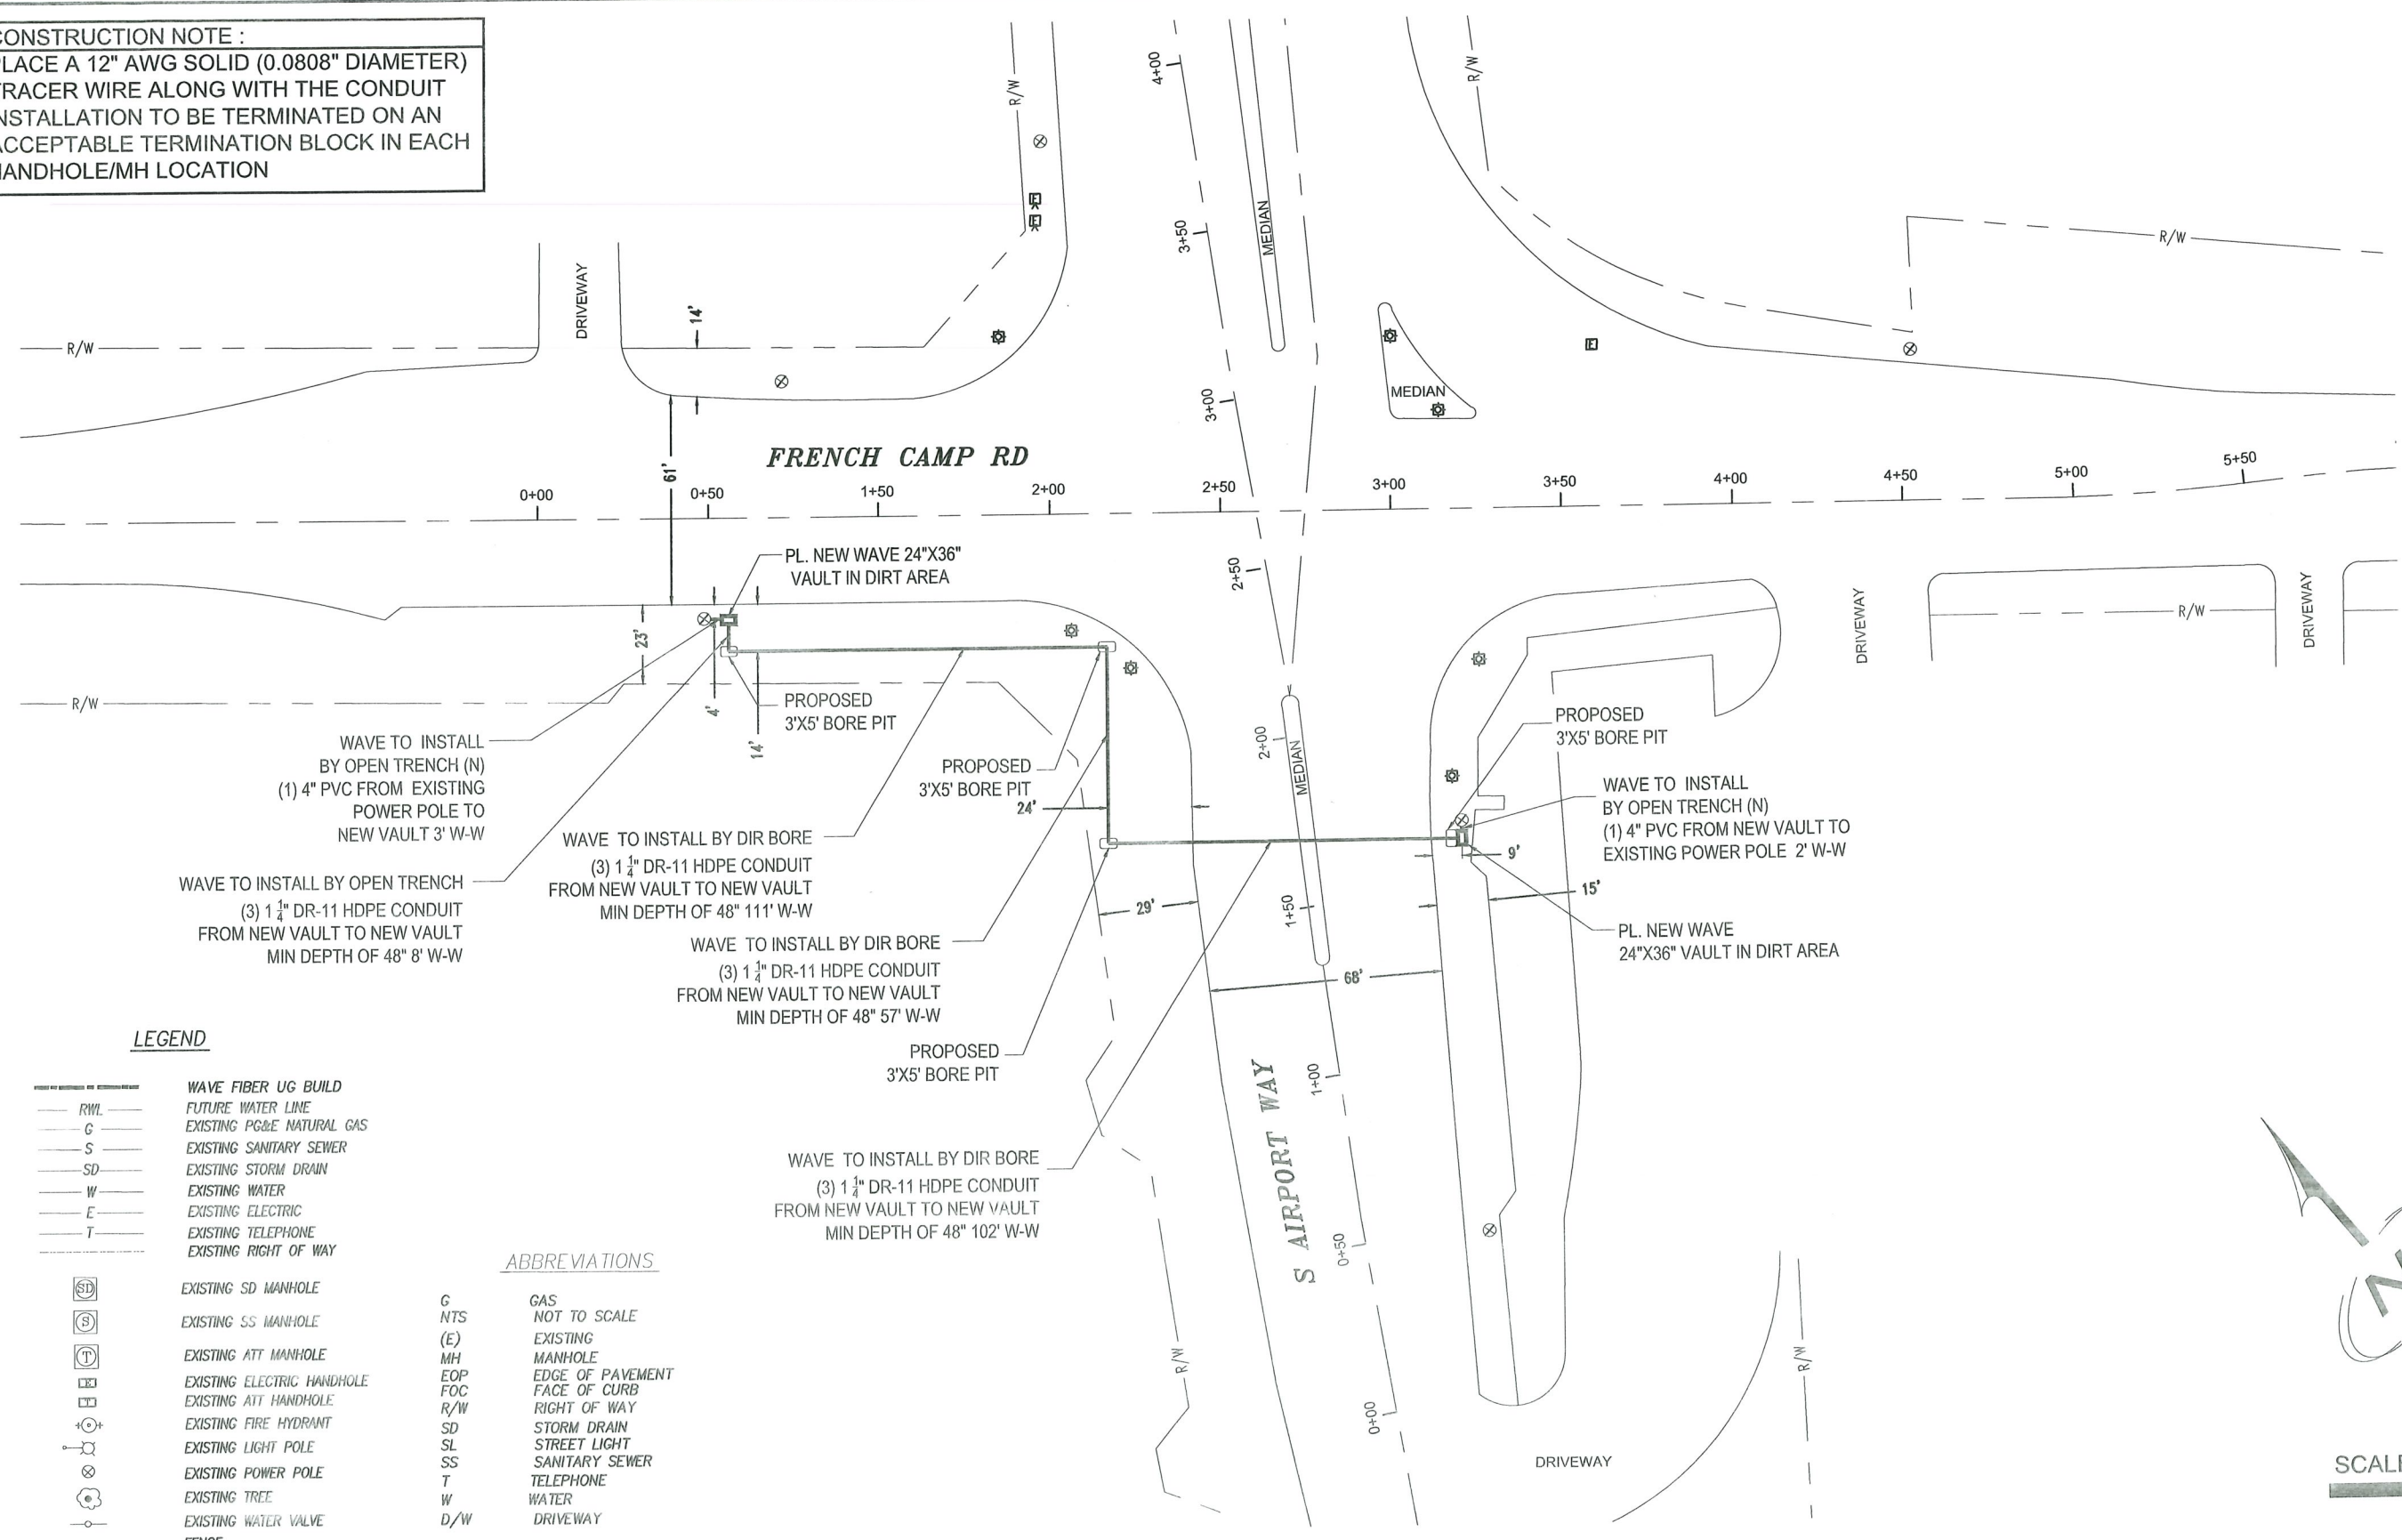 CONSTRUCTION NOTE :
PLACE A 12" AWG SOLID (0.0808" DIAMETER)
TRACER WIRE ALONG WITH THE CONDUIT
INSTALLATION TO BE TERMINATED ON AN
ACCEPTABLE TERMINATION BLOCK IN EACH
HANDHOLE/MH LOCATION
R/W
R/W
4+00
3+50
MEDIAN
R/W
DRIVEWAY
14'
R/W
3+00
MEDIAN
61'
FRENCH CAMP RD
0+00
0+50
1+50
2+00
2+50
3+00
3+50
4+00
4+50
5+00
5+50
PL. NEW WAVE 24"X36"
VAULT IN DIRT AREA
2+50
DRIVEWAY
R/W
DRIVEWAY
23'
R/W
4'
14'
PROPOSED
3'X5' BORE PIT
2+00
MEDIAN
PROPOSED
3'X5' BORE PIT
WAVE TO INSTALL
BY OPEN TRENCH (N)
(1) 4" PVC FROM EXISTING
POWER POLE TO
NEW VAULT 3' W-W
PROPOSED
3'X5' BORE PIT
24'
WAVE TO INSTALL
BY OPEN TRENCH (N)
(1) 4" PVC FROM NEW VAULT TO
EXISTING POWER POLE 2' W-W
WAVE TO INSTALL BY DIR BORE
(3) 1 1/4" DR-11 HDPE CONDUIT
FROM NEW VAULT TO NEW VAULT
MIN DEPTH OF 48" 111' W-W
9'
15'
WAVE TO INSTALL BY OPEN TRENCH
(3) 1 1/4" DR-11 HDPE CONDUIT
FROM NEW VAULT TO NEW VAULT
MIN DEPTH OF 48" 8' W-W
29'
1+50
PL. NEW WAVE
24"X36" VAULT IN DIRT AREA
WAVE TO INSTALL BY DIR BORE
(3) 1 1/4" DR-11 HDPE CONDUIT
FROM NEW VAULT TO NEW VAULT
MIN DEPTH OF 48" 57' W-W
68'
PROPOSED
3'X5' BORE PIT
1+00
S AIRPORT WAY
WAVE TO INSTALL BY DIR BORE
(3) 1 1/4" DR-11 HDPE CONDUIT
FROM NEW VAULT TO NEW VAULT
MIN DEPTH OF 48" 102' W-W
0+50
R/W
R/W
0+00
DRIVEWAY
LEGEND
WAVE FIBER UG BUILD
RWL FUTURE WATER LINE
G EXISTING PG&E NATURAL GAS
S EXISTING SANITARY SEWER
SD EXISTING STORM DRAIN
W EXISTING WATER
E EXISTING ELECTRIC
T EXISTING TELEPHONE
EXISTING RIGHT OF WAY
SD EXISTING SD MANHOLE
S EXISTING SS MANHOLE
T EXISTING ATT MANHOLE
E EXISTING ELECTRIC HANDHOLE
T EXISTING ATT HANDHOLE
EXISTING FIRE HYDRANT
EXISTING LIGHT POLE
EXISTING POWER POLE
EXISTING TREE
EXISTING WATER VALVE
ABBREVIATIONS
G GAS
NTS NOT TO SCALE
(E) EXISTING
MH MANHOLE
EOP EDGE OF PAVEMENT
FOC FACE OF CURB
R/W RIGHT OF WAY
SD STORM DRAIN
SL STREET LIGHT
SS SANITARY SEWER
T TELEPHONE
W WATER
D/W DRIVEWAY
SCALE